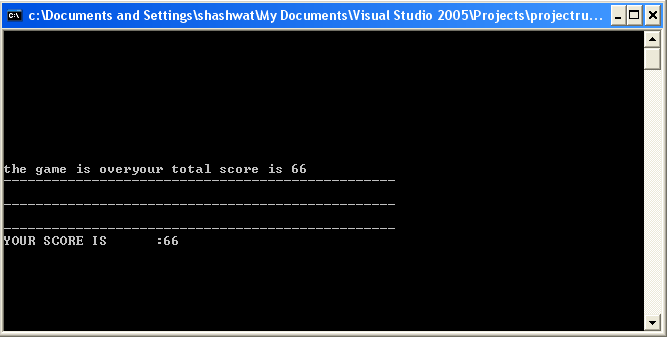 c:\Documents and Settings\shashwat\My Documents\Visual Studio 2005\Projects\projectru...
the game is overyour total score is 66
-------------------------------------------------
-------------------------------------------------
-------------------------------------------------
YOUR SCORE IS      :66